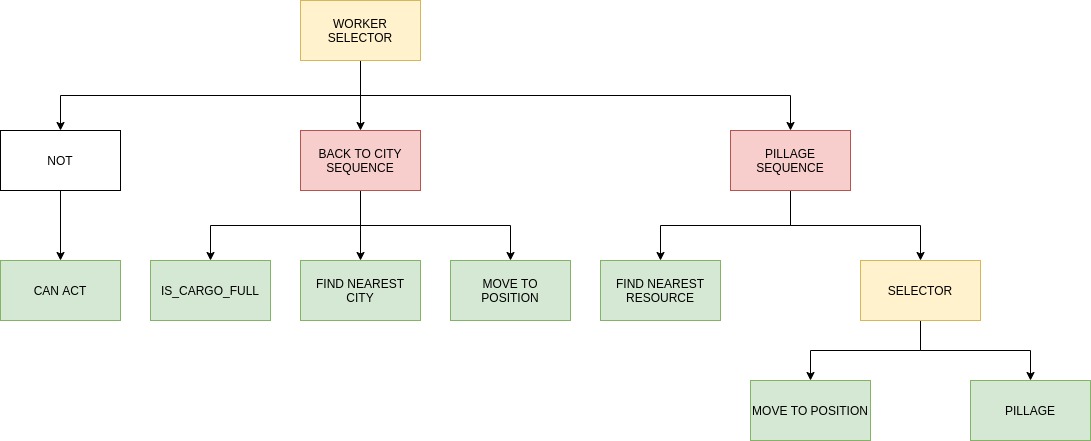 WORKER
SELECTOR
NOT
BACK TO CITY
SEQUENCE
PILLAGE
SEQUENCE
CAN ACT
IS_CARGO_FULL
FIND NEAREST
CITY
MOVE TO
POSITION
FIND NEAREST
RESOURCE
SELECTOR
MOVE TO POSITION
PILLAGE